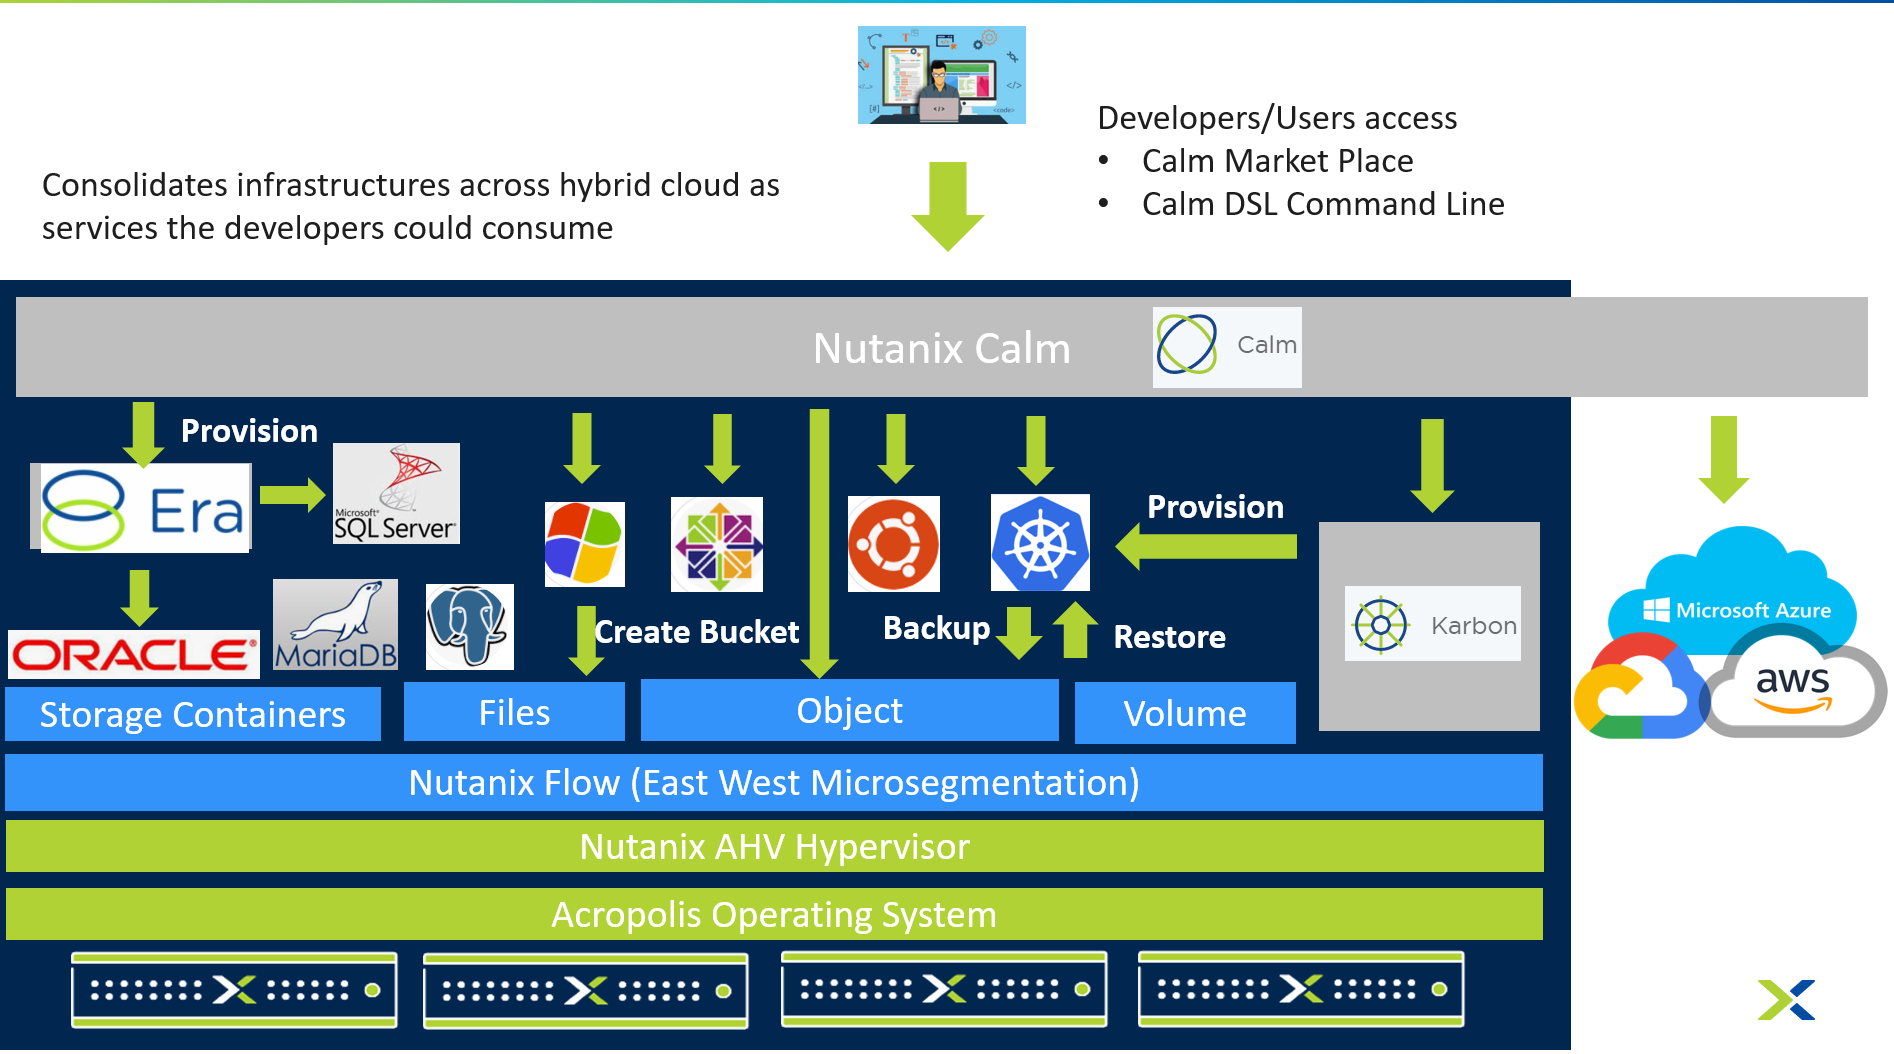 Developers/Users access
• Calm Market Place
• Calm DSL Command Line
Consolidates infrastructures across hybrid cloud as
services the developers could consume
Nutanix Calm
Calm
Provision
Era
Microsoft®
SQL Server®
Provision
ORACLE®
MariaDB
Create Bucket
Backup
Restore
Karbon
Microsoft Azure
aws
Storage Containers
Files
Object
Volume
Nutanix Flow (East West Microsegmentation)
Nutanix AHV Hypervisor
Acropolis Operating System